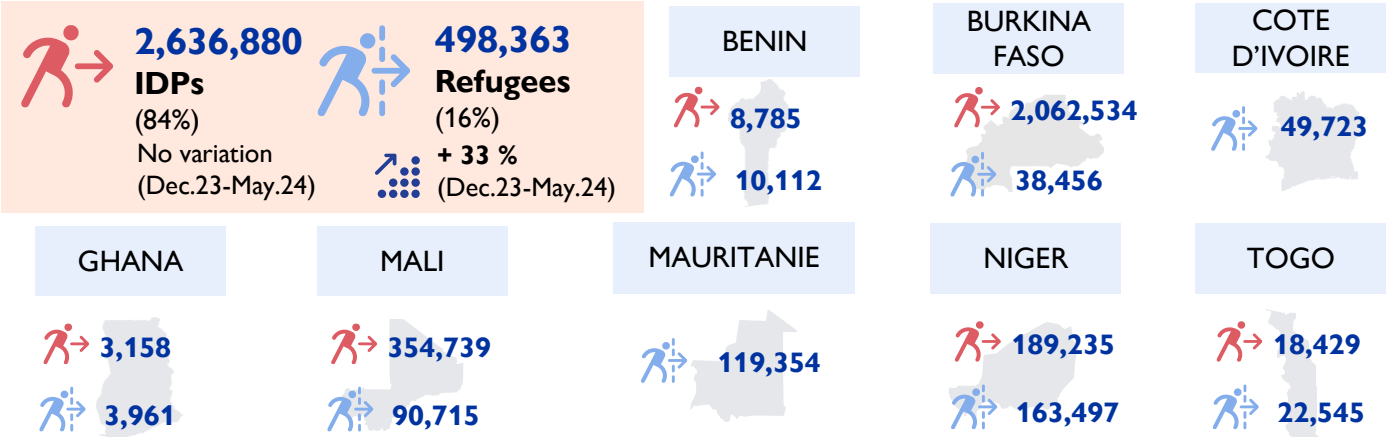 2,636,880
IDPs
(84%)
No variation
(Dec.23-May.24)
498,363
Refugees
(16%)
+ 33 %
(Dec.23-May.24)
BENIN
8,785
10,112
BURKINA
FASO
2,062,534
38,456
COTE
D'IVOIRE
49,723
GHANA
3,158
3,961
MALI
354,739
90,715
MAURITANIE
119,354
NIGER
189,235
163,497
TOGO
18,429
22,545